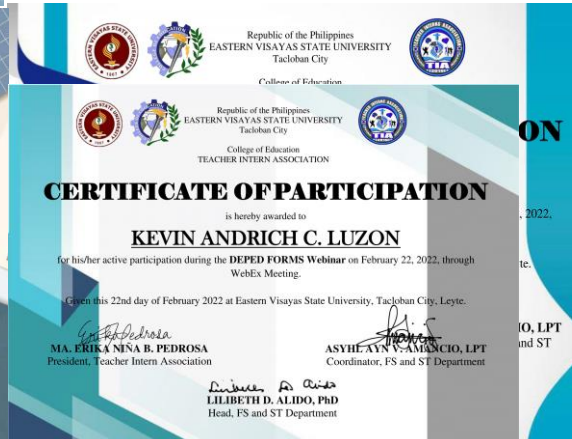 Republic of the Philippines
EASTERN VISAYAS STATE UNIVERSITY
Tacloban City
College of Education
ON
, 2022,
te.
IO, LPT
nd ST
Republic of the Philippines
EASTERN VISAYAS STATE UNIVERSITY
Tacloban City
College of Education
TEACHER INTERN ASSOCIATION
CERTIFICATE OF PARTICIPATION
is hereby awarded to
KEVIN ANDRICH C. LUZON
for his/her active participation during the DEPED FORMS Webinar on February 22, 2022, through
WebEx Meeting.
Given this 22nd day of February 2022 at Eastern Visayas State University, Tacloban City, Leyte.
MA. ERIKA NIÑA B. PEDROSA
President, Teacher Intern Association
ASYHL AYN V. AMANCIO, LPT
Coordinator, FS and ST Department
LILIBETH D. ALIDO, PhD
Head, FS and ST Department